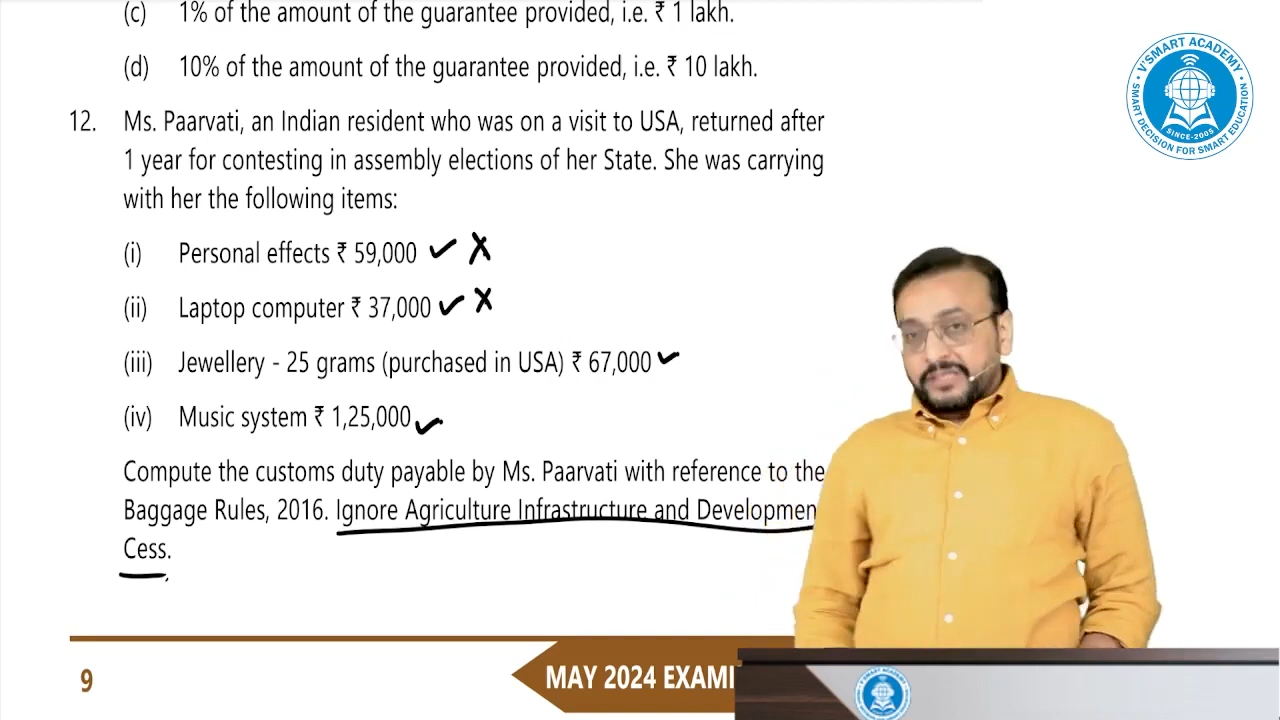 (c) 1% of the amount of the guarantee provided, i.e. ₹ 1 lakh.
(d) 10% of the amount of the guarantee provided, i.e. ₹ 10 lakh.
12. Ms. Paarvati, an Indian resident who was on a visit to USA, returned after
1 year for contesting in assembly elections of her State. She was carrying
with her the following items:
(i) Personal effects ₹ 59,000
(ii) Laptop computer ₹ 37,000
(iii) Jewellery - 25 grams (purchased in USA) ₹ 67,000
(iv) Music system ₹ 1,25,000
Compute the customs duty payable by Ms. Paarvati with reference to the
Baggage Rules, 2016. Ignore Agriculture Infrastructure and Developmen
Cess.
9
MAY 2024 EXAMI
V'SMART ACADEMY
SINCE-2005
SMART DECISION FOR SMART EDUCATION